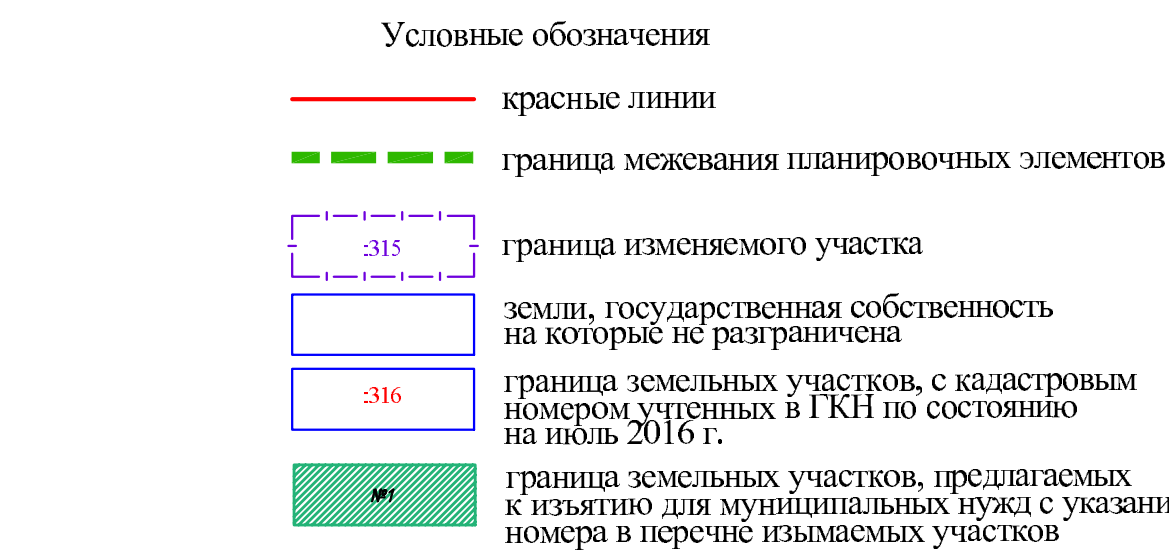 Условные обозначения
красные линии
граница межевания планировочных элементов
:315
граница изменяемого участка
земли, государственная собственность
на которые не разграничена
:316
граница земельных участков, с кадастровым
номером учтенных в ГКН по состоянию
на июль 2016 г.
№1
граница земельных участков, предлагаемых
к изъятию для муниципальных нужд с указани
номера в перечне изымаемых участков